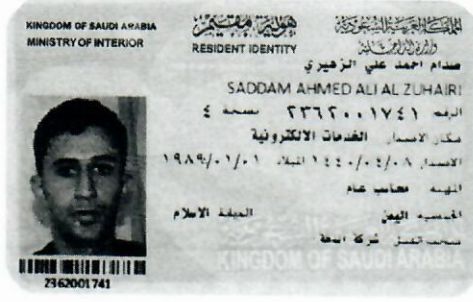 KINGDOM OF SAUDI ARABIA
MINISTRY OF INTERIOR
هوية مقيم
RESIDENT IDENTITY
المملكة العربية السعودية
وزارة الداخلية
صدام احمد علي الزهيري
SADDAM AHMED ALI AL ZUHAIRI
الرقم ٢٣٦٢٠٠١٧٤١ نسخة ٤
مكان الاصدار الخدمات الالكترونية
الاصدار ١٤٤٠/٠٤/٠٨ الميلاد ١٩٨٩/٠١/٠١
المهنة محاسب عام
الجنسية اليمن الديانة الاسلام
شركة
KINGDOM OF SAUDI ARABIA
2362001741